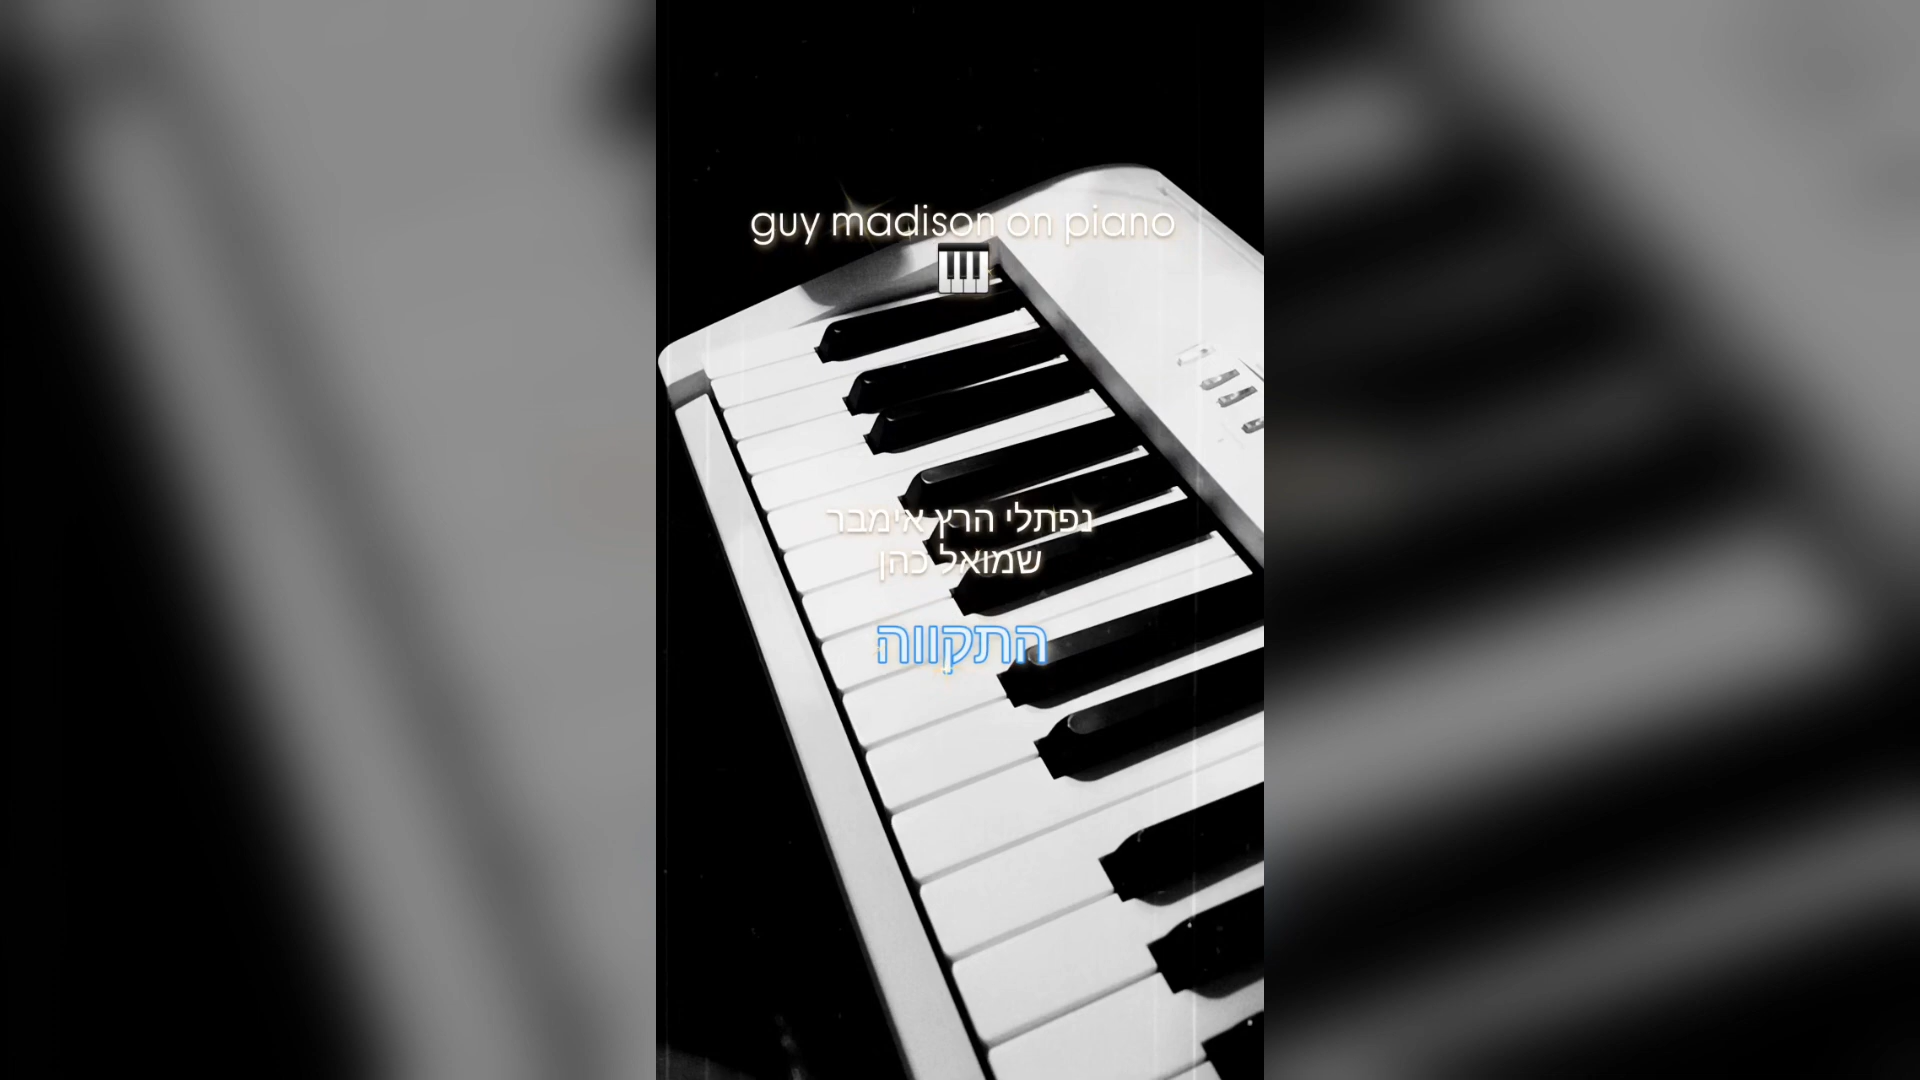 guy madison on piano
🎹
נפתלי הרץ אימבר
שמואל כהן
התקווה